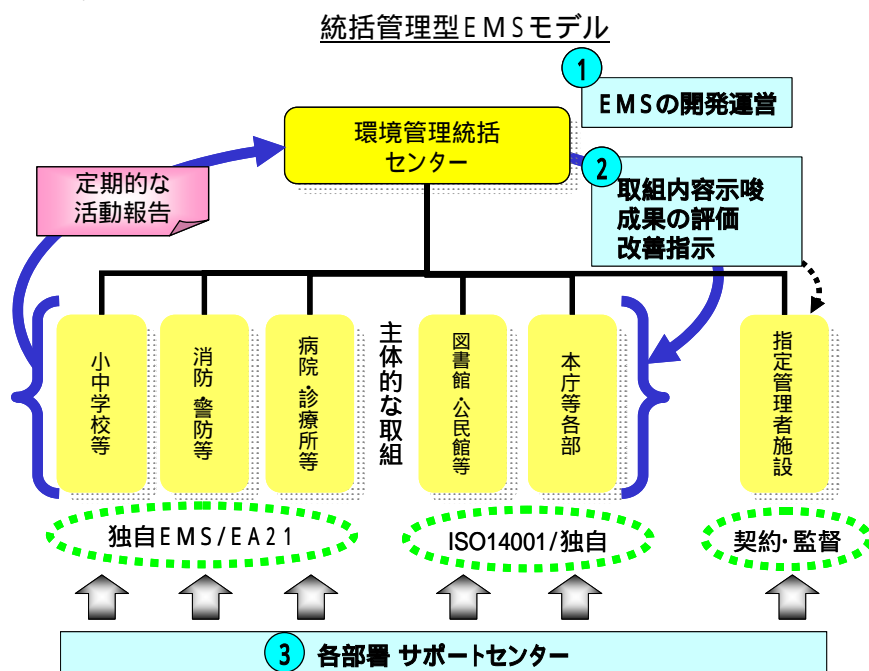 統括管理型EMSモデル
1
EMSの開発運営
環境管理統括
センター
2
取組内容示唆
成果の評価
改善指示
定期的な
活動報告
小中学校等
消防・警防等
病院・診療所等
主体的な取組
図書館・公民館等
本庁等各部
指定管理者施設
独自EMS/EA21
ISO14001/独自
契約・監督
3 各部署 サポートセンター